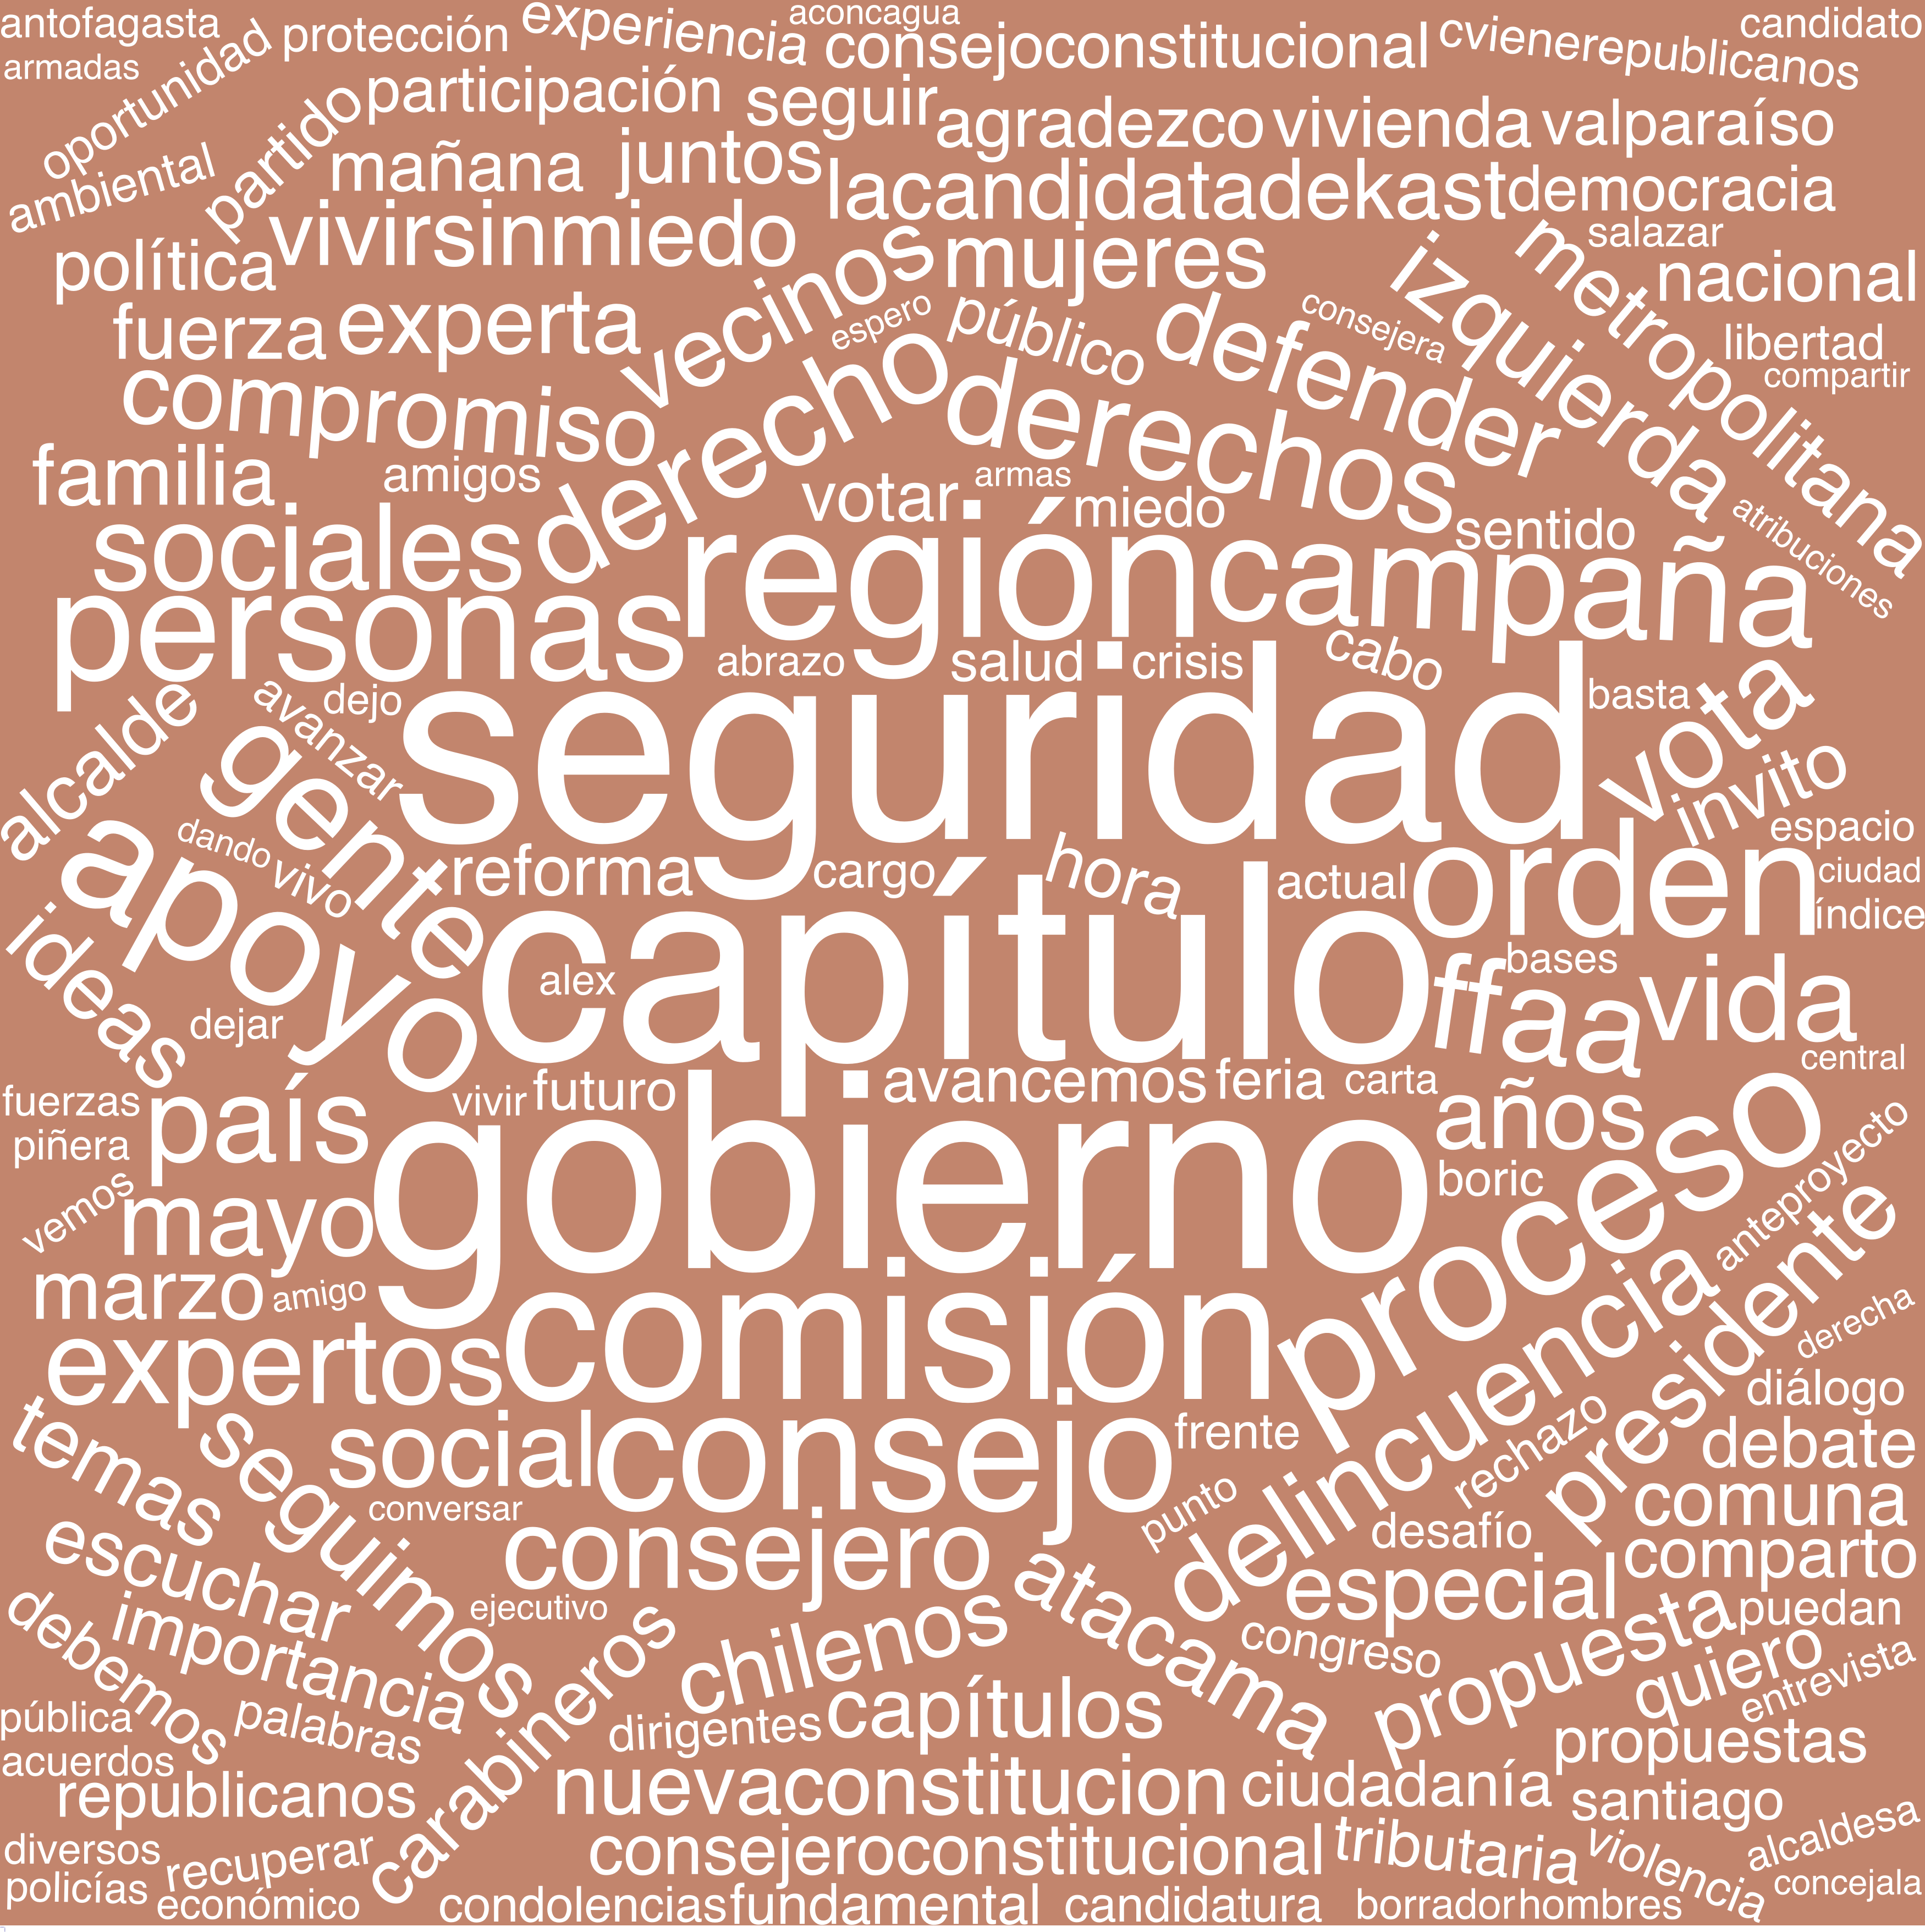 antofagasta
protección
experiencia
aconcagua
consejoconstitucional
cvienerepublicanos
candidato
armadas
oportunidad
partido
participación
seguir
agradezco
vivienda
valparaíso
ambiental
mañana
juntos
lacandidatadekast
democracia
política
vivirsinmiedo
vecinos
mujeres
izquierda
metropolitana
salazar
nacional
fuerza
experta
espero
público
defender
consejera
libertad
compartir
compromiso
derecho
derechos
familia
amigos
votar
armas
miedo
sentido
atribuciones
sociales
personas
región
campaña
abrazo
salud
crisis
cabo
basta
vota
alcalde
avanzar
dejo
gente
seguridad
invito
espacio
apoyo
dando
vivo
reforma
cargo
hora
actual
orden
ciudad
índice
ideas
alex
capítulo
ffaa
bases
vida
dejar
central
fuerzas
país
vivir
futuro
avancemos
feria
carta
años
proceso
piñera
gobierno
boric
anteproyecto
vemos
mayo
marzo
amigo
comisión
delincuencia
presidente
derecha
expertos
diálogo
temas
seguimos
social
consejo
frente
rechazo
debate
conversar
punto
desafío
comuna
escuchar
consejero
atacama
especial
comparto
debemos
importancia
ejecutivo
carabineros
chilenos
congreso
propuesta
puedan
quiero
entrevista
pública
palabras
dirigentes
capítulos
propuestas
acuerdos
republicanos
nuevaconstitucion
ciudadanía
santiago
diversos
recuperar
consejeroconstitucional
tributaria
violencia
alcaldesa
policías
económico
condolencias
fundamental
candidatura
borrador
hombres
concejala